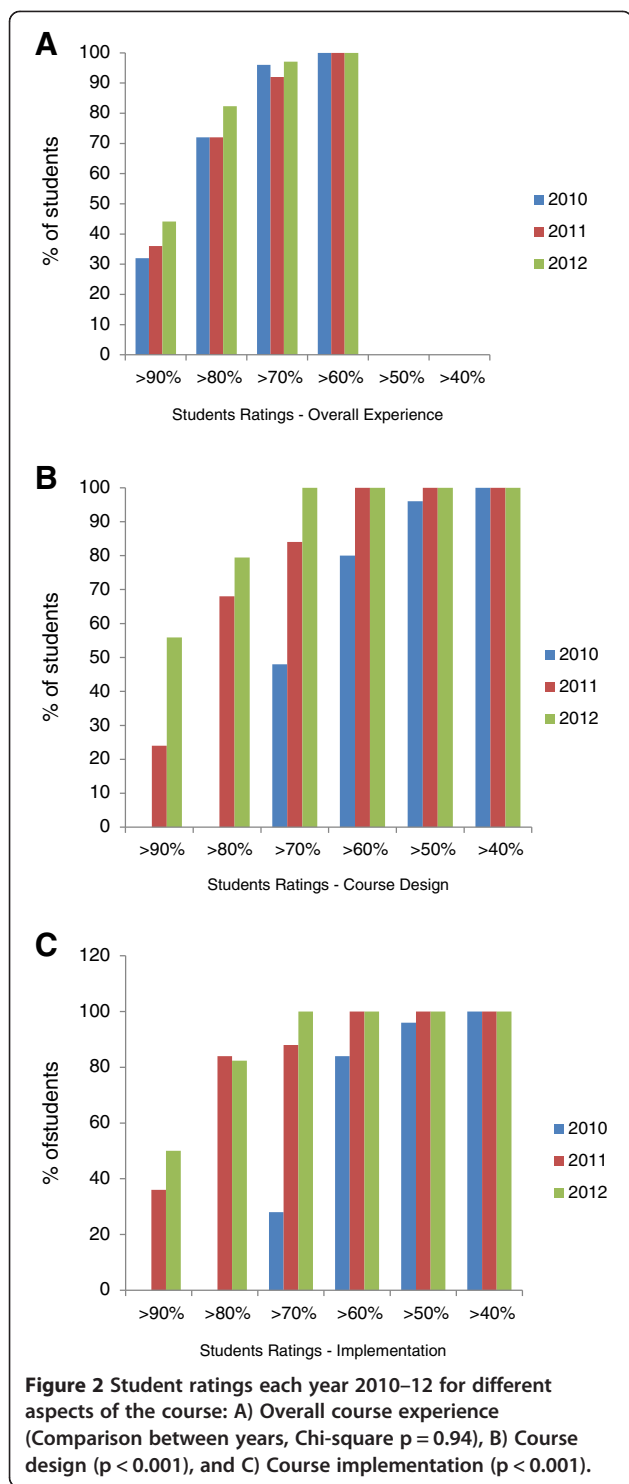 A
100
90
80
70
60
50
40
30
20
10
0
% of students
>90% >80% >70% >60% >50% >40%
Students Ratings - Overall Experience
2010
2011
2012
B
100
90
80
70
60
50
40
30
20
10
0
% of students
>90% >80% >70% >60% >50% >40%
Students Ratings - Course Design
2010
2011
2012
C
120
100
80
60
40
20
0
% ofstudents
>90% >80% >70% >60% >50% >40%
Students Ratings - Implementation
2010
2011
2012
Figure 2 Student ratings each year 2010–12 for different
aspects of the course: A) Overall course experience
(Comparison between years, Chi-square p = 0.94), B) Course
design (p < 0.001), and C) Course implementation (p < 0.001).